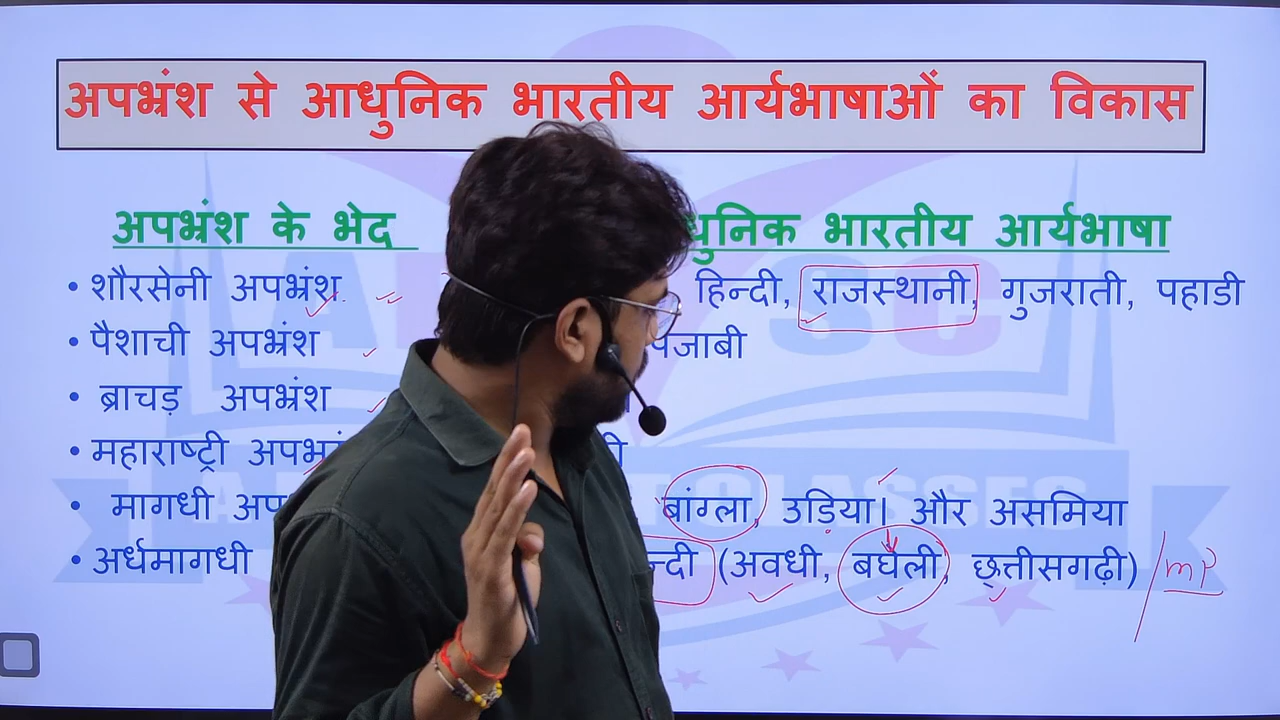 अपभ्रंश से आधुनिक भारतीय आर्यभाषाओं का विकास
अपभ्रंश के भेद भारतीय आर्यभाषा
• शौरसेनी अपभ्रंश हिन्दी, राजस्थानी, गुजराती, पहाडी
• पैशाची अपभ्रंश
• ब्राचड़ अपभ्रंश
• महाराष्ट्री
• मागधी बांग्ला, उडिया। और असमिया
• अर्धमागधी (अवधी, बघेली, छत्तीसगढ़ी) / MP